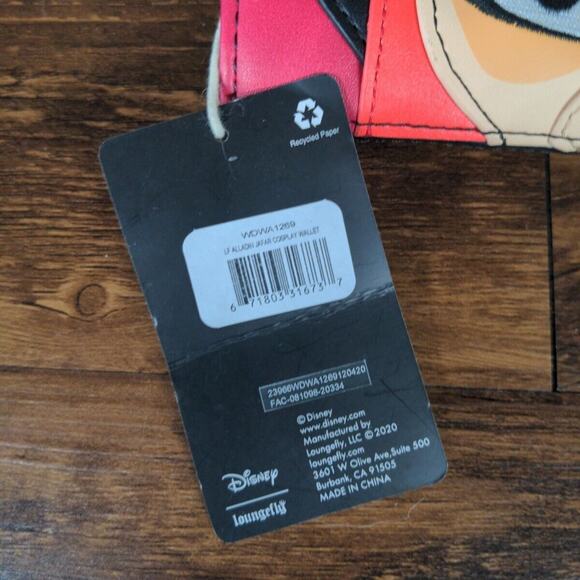 Recycled Paper
WDWA1269
LF ALLADIN JAFAR COSPLAY WALLET
6 71803 31673 7
23966WDWA1269120420
FAC-081098-20334
©Disney
www.disney.com
Manufactured by
Loungefly, LLC © 2020
loungefly.com
3601 W Olive Ave,Suite 500
Burbank, CA 91505
MADE IN CHINA
Disney
loungefly